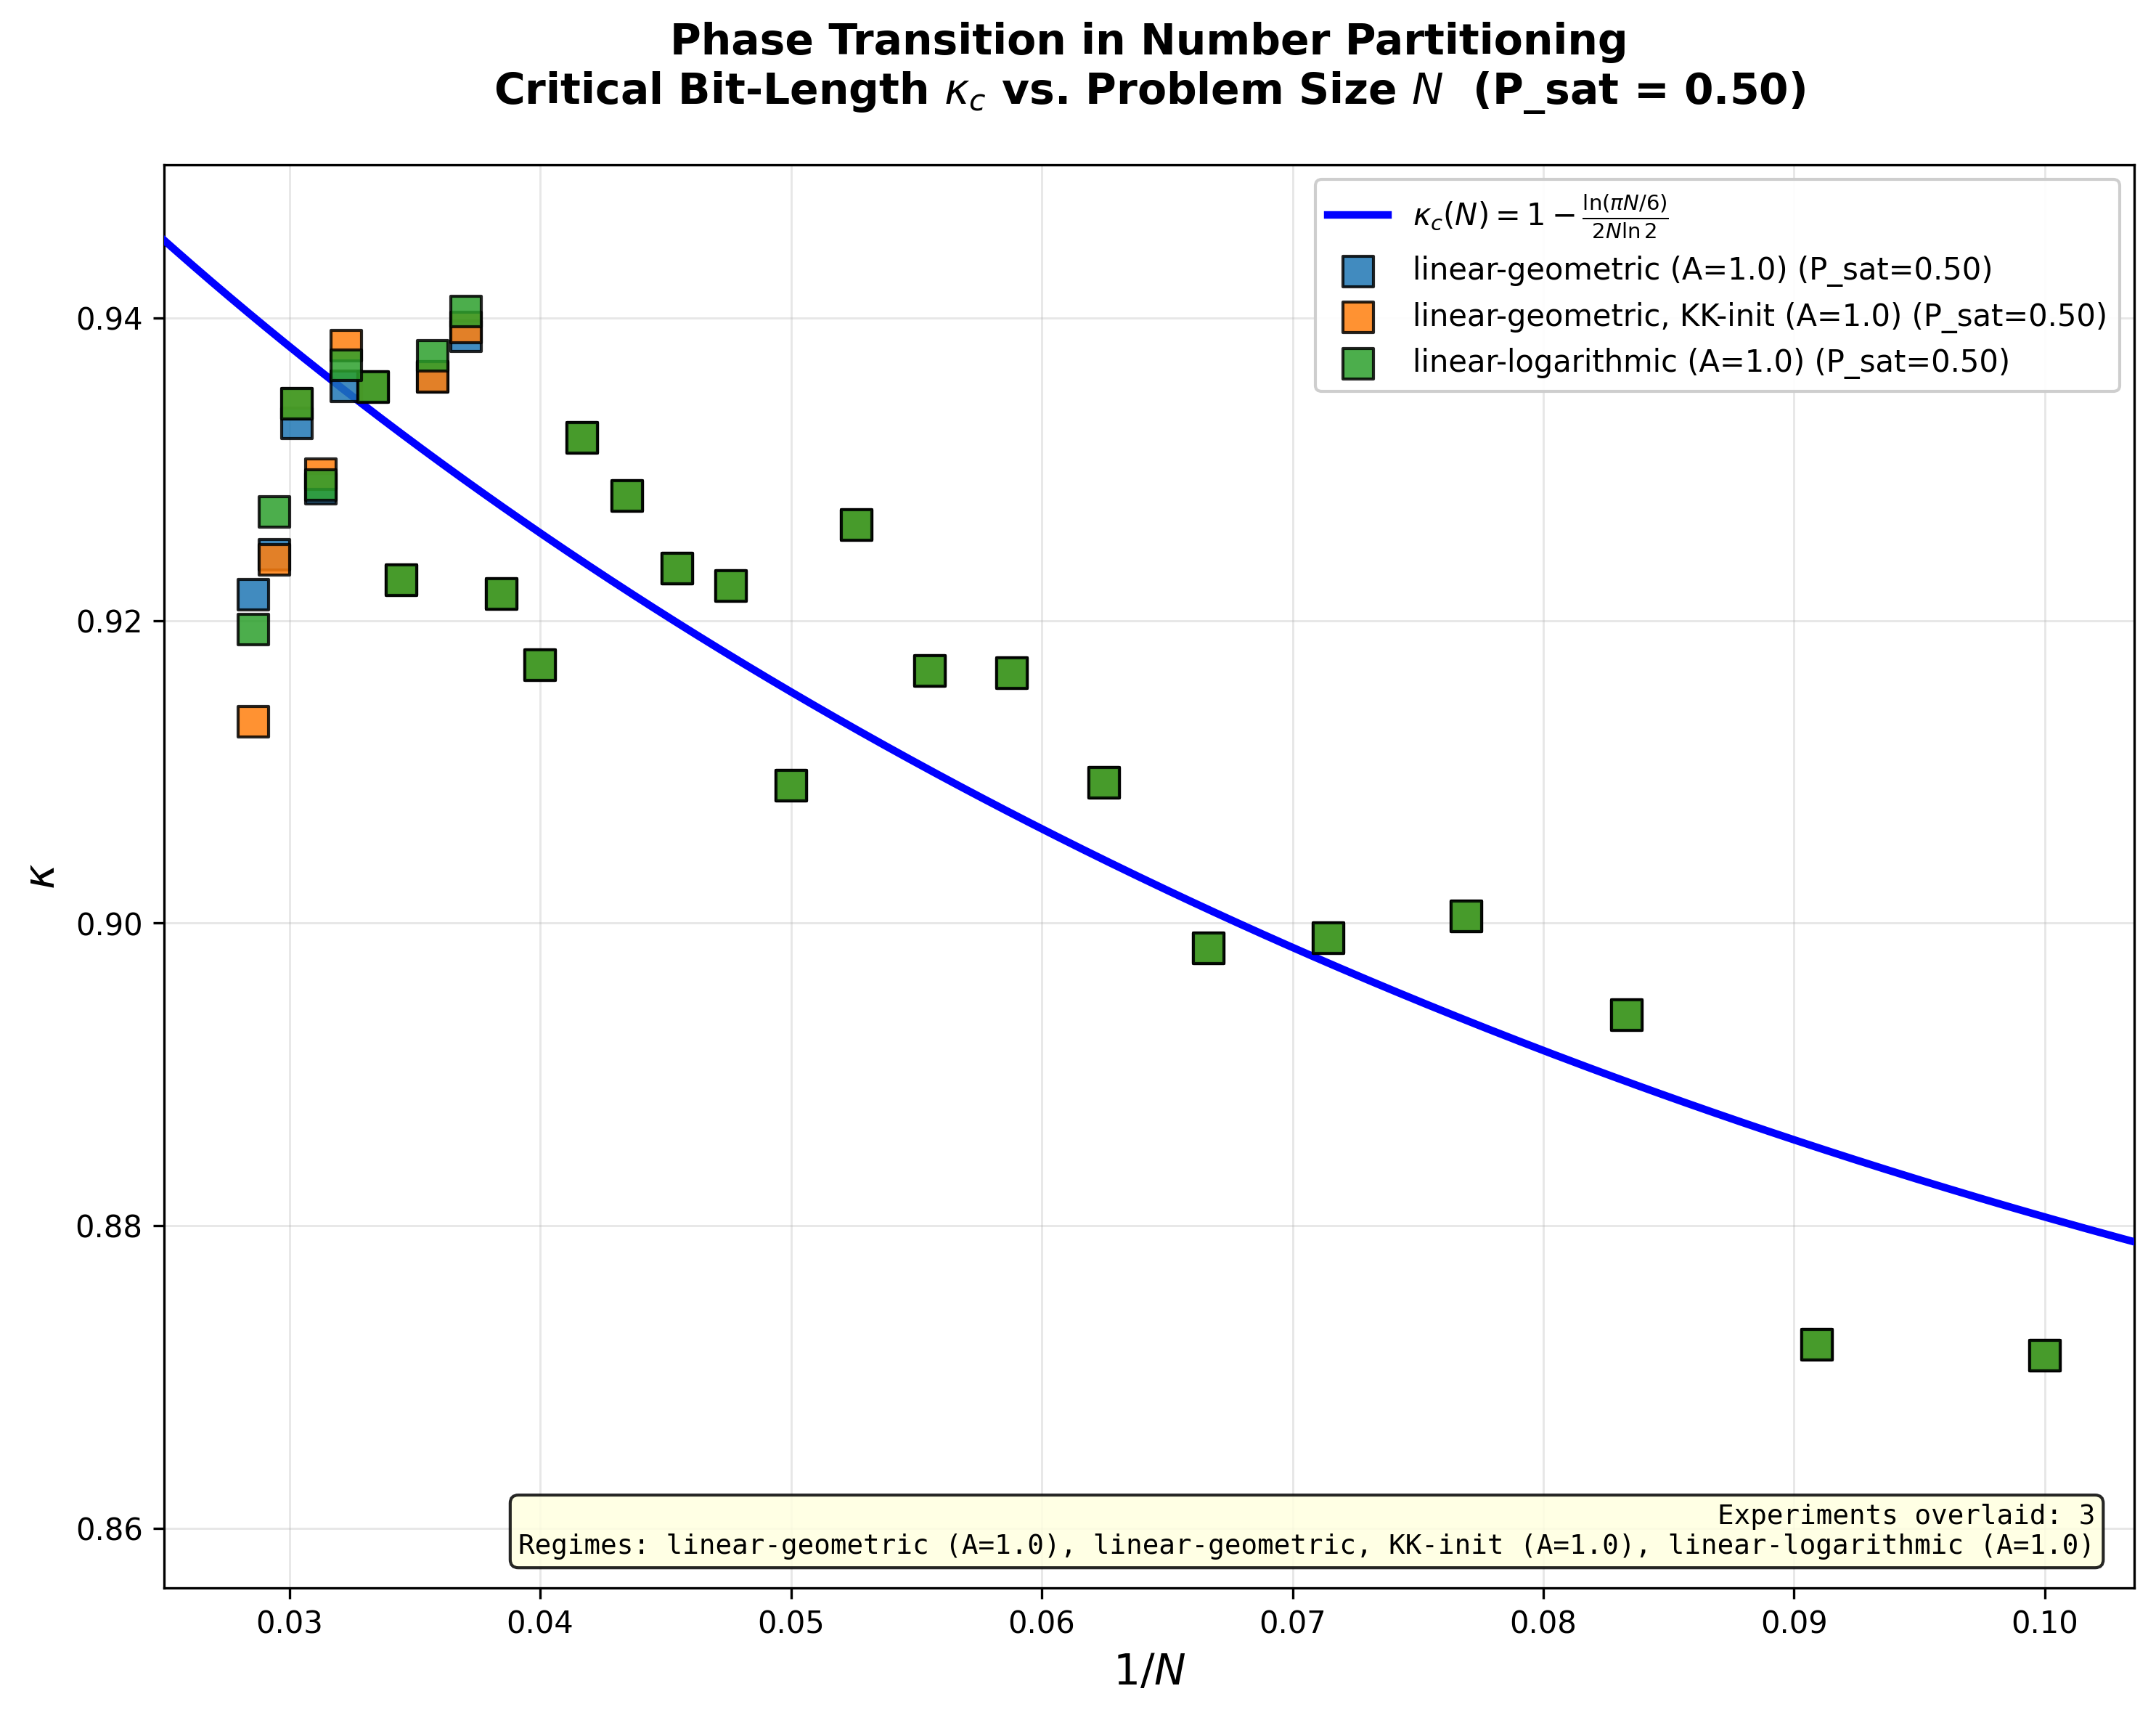 Phase Transition in Number Partitioning
Critical Bit-Length κc vs. Problem Size N (P_sat = 0.50)
κc(N) = 1 − ln(πN/6) / 2N ln 2
linear-geometric (A=1.0) (P_sat=0.50)
linear-geometric, KK-init (A=1.0) (P_sat=0.50)
linear-logarithmic (A=1.0) (P_sat=0.50)
κ
0.94
0.92
0.90
0.88
0.86
Experiments overlaid: 3
Regimes: linear-geometric (A=1.0), linear-geometric, KK-init (A=1.0), linear-logarithmic (A=1.0)
0.03 0.04 0.05 0.06 0.07 0.08 0.09 0.10
1/N